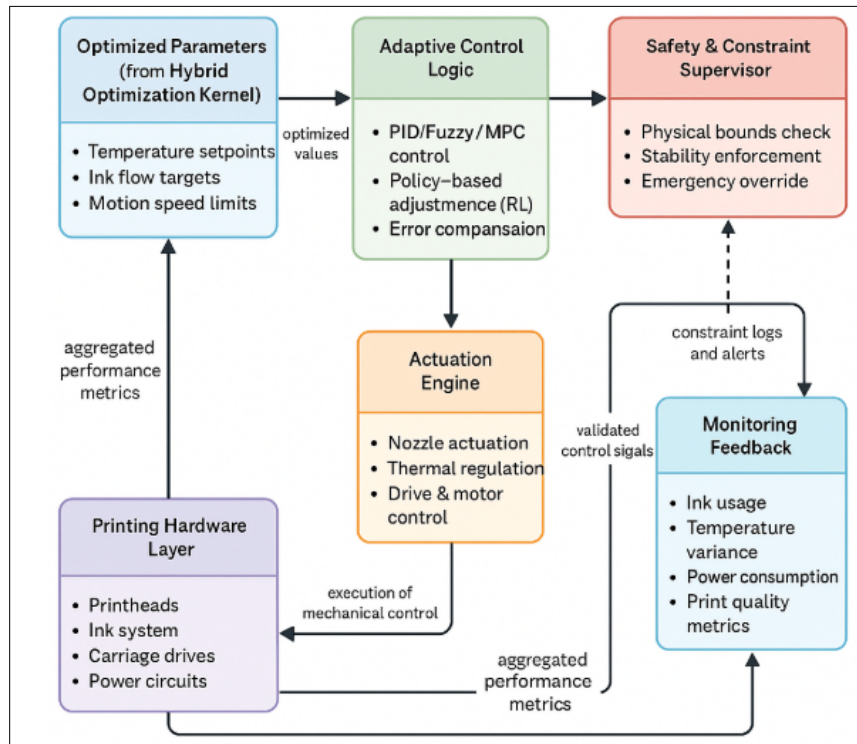 Optimized Parameters
(from Hybrid
Optimization Kernel)
• Temperature setpoints
• Ink flow targets
• Motion speed limits
optimized
values
Adaptive Control
Logic
• PID/Fuzzy/MPC
control
• Policy–based
adjustmence (RL)
• Error compansaion
Safety & Constraint
Supervisor
• Physical bounds check
• Stability enforcement
• Emergency override
aggregated
performance
metrics
Actuation
Engine
• Nozzle actuation
• Thermal regulation
• Drive & motor
control
constraint logs
and alerts
validated
control sigals
Monitoring
Feedback
• Ink usage
• Temperature
variance
• Power consumption
• Print quality
metrics
Printing Hardware
Layer
• Printheads
• Ink system
• Carriage drives
• Power circuits
execution of
mechanical control
aggregated
performance
metrics